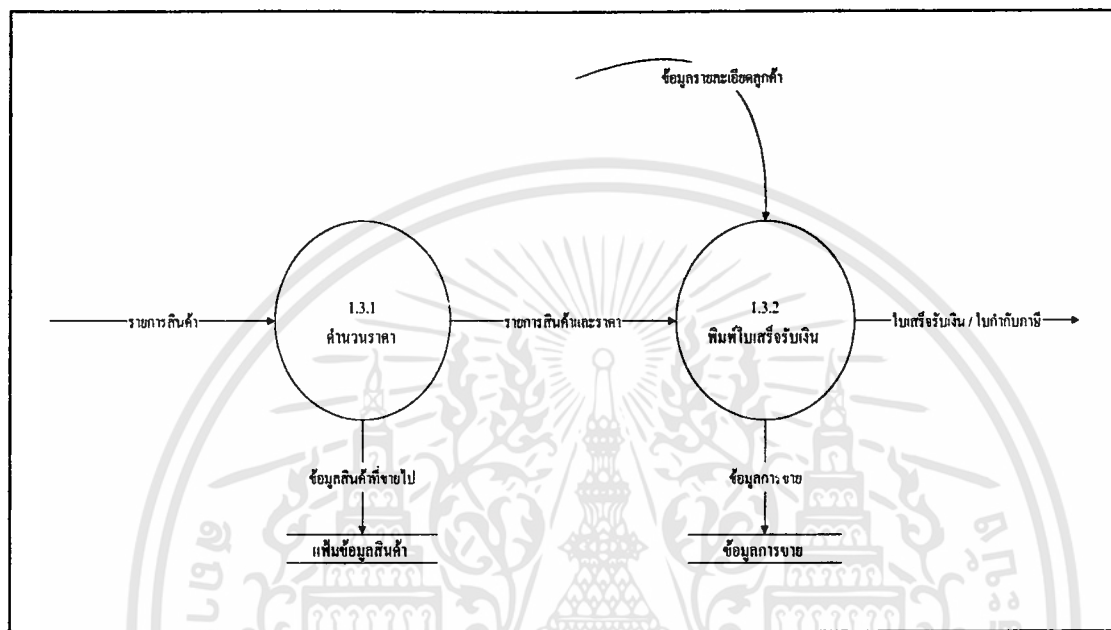 ข้อมูลรายละเอียดลูกค้า
1.3.1
คำนวนราคา
1.3.2
พิมพ์ใบเสร็จรับเงิน
รายการสินค้า
รายการสินค้าและราคา
ใบเสร็จรับเงิน / ใบกำกับภาษี
ข้อมูลสินค้าที่ขายไป
ข้อมูลการขาย
แฟ้มข้อมูลสินค้า
ข้อมูลการขาย